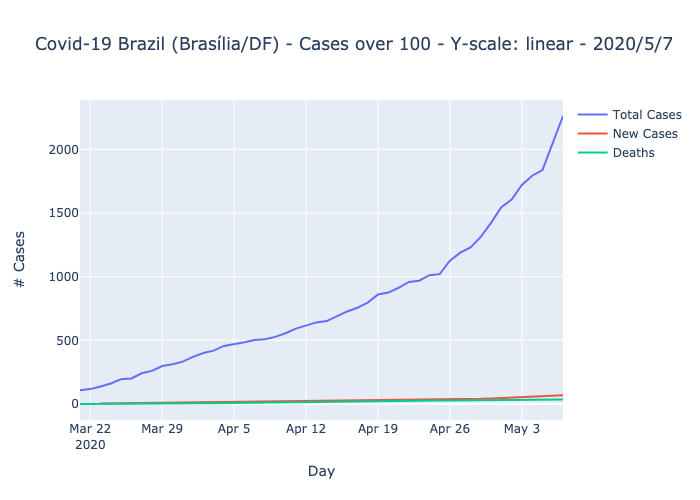 Covid-19 Brazil (Brasília/DF) - Cases over 100 - Y-scale: linear - 2020/5/7
Total Cases
New Cases
Deaths
# Cases
2000
1500
1000
500
0
Mar 22 Mar 29 Apr 5 Apr 12 Apr 19 Apr 26 May 3
2020
Day